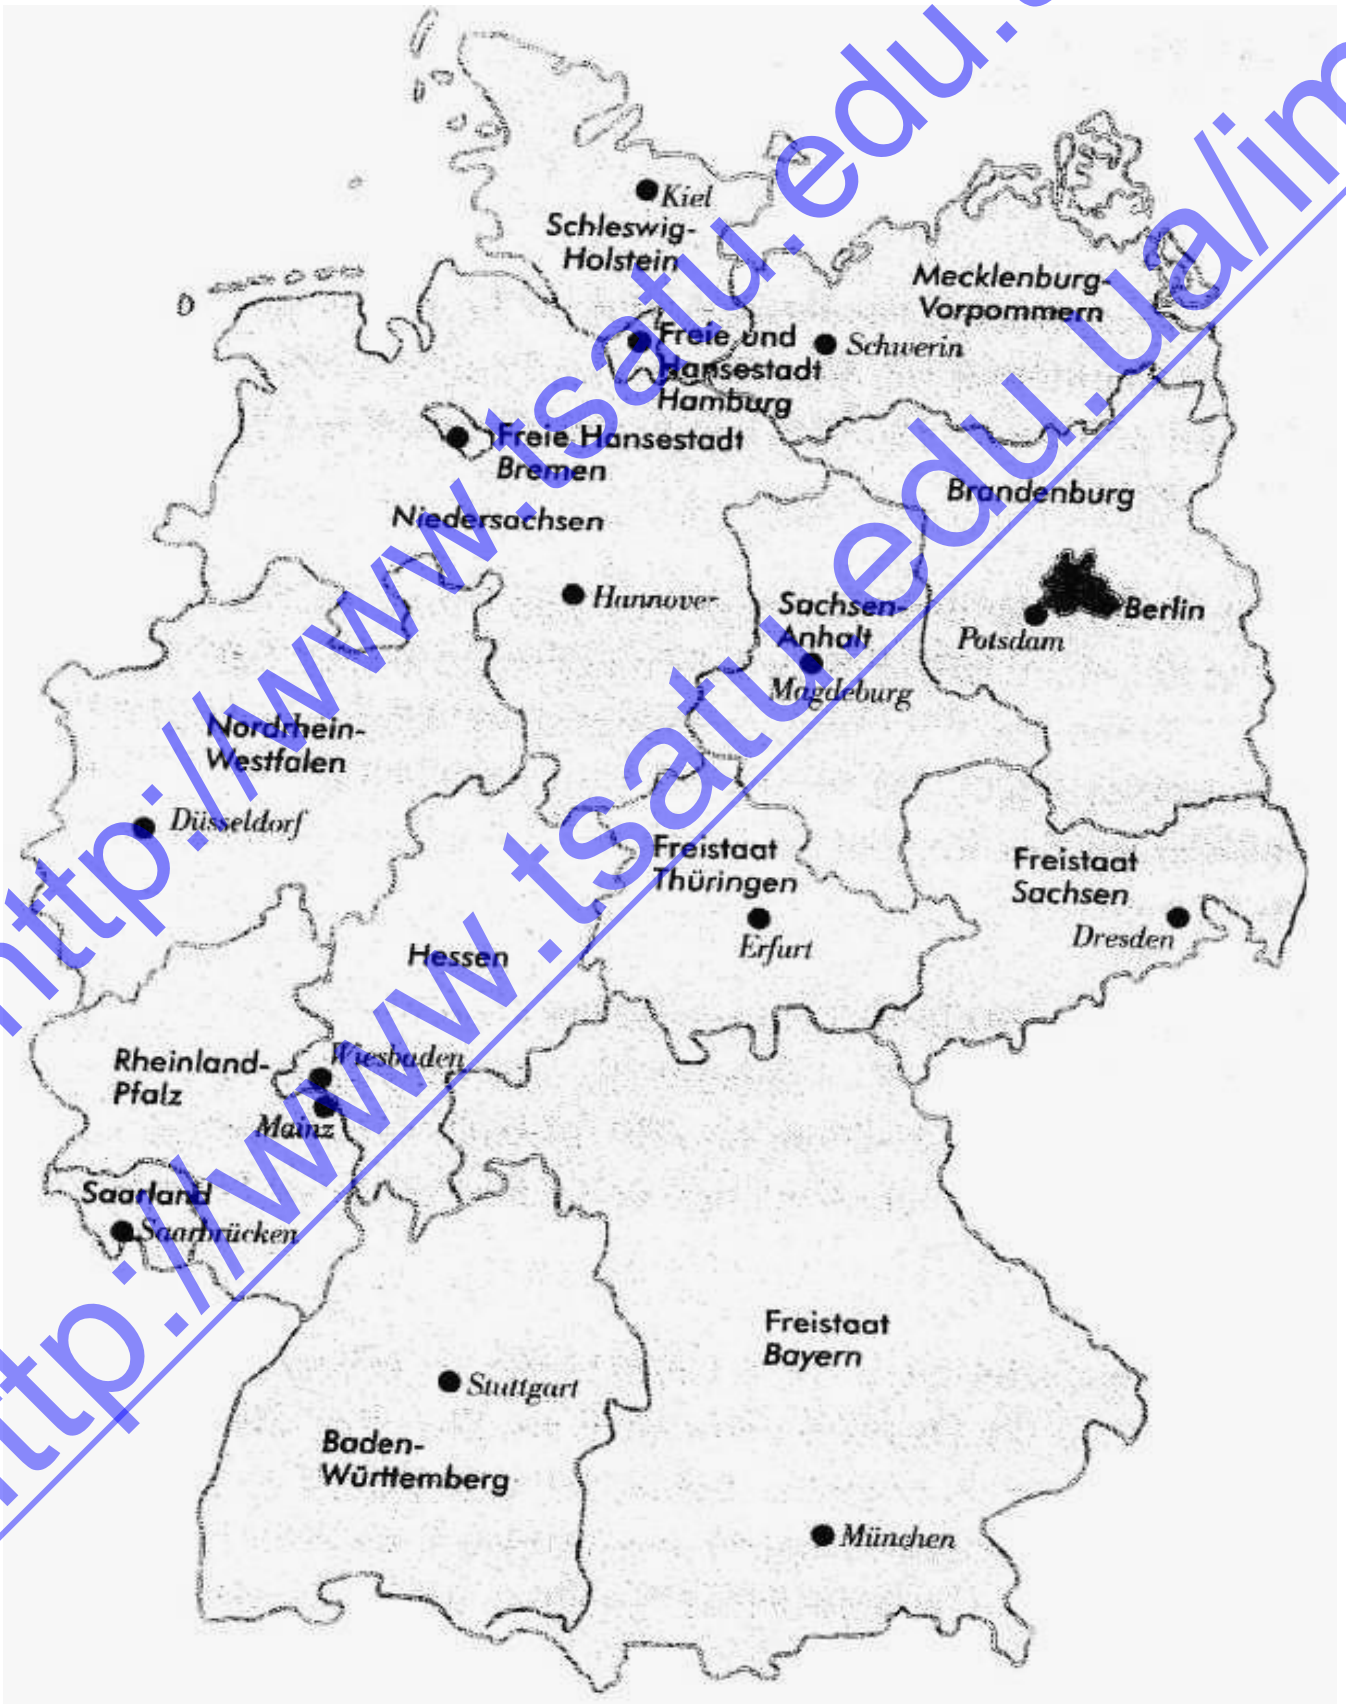 Kiel
Schleswig-
Holstein
Mecklenburg-
Vorpommern
Freie und
Hansestadt
Hamburg
Schwerin
Freie Hansestadt
Bremen
Brandenburg
Niedersachsen
Hannover
Sachsen-
Anhalt
Berlin
Potsdam
Magdeburg
Nordrhein-
Westfalen
Düsseldorf
Freistaat
Thüringen
Freistaat
Sachsen
Erfurt
Dresden
Hessen
Rheinland-
Pfalz
Wiesbaden
Mainz
Saarland
Saarbrücken
Freistaat
Bayern
Stuttgart
Baden-
Württemberg
München
http://www.tsatu.edu.
http://www.tsatu.edu.ua/im